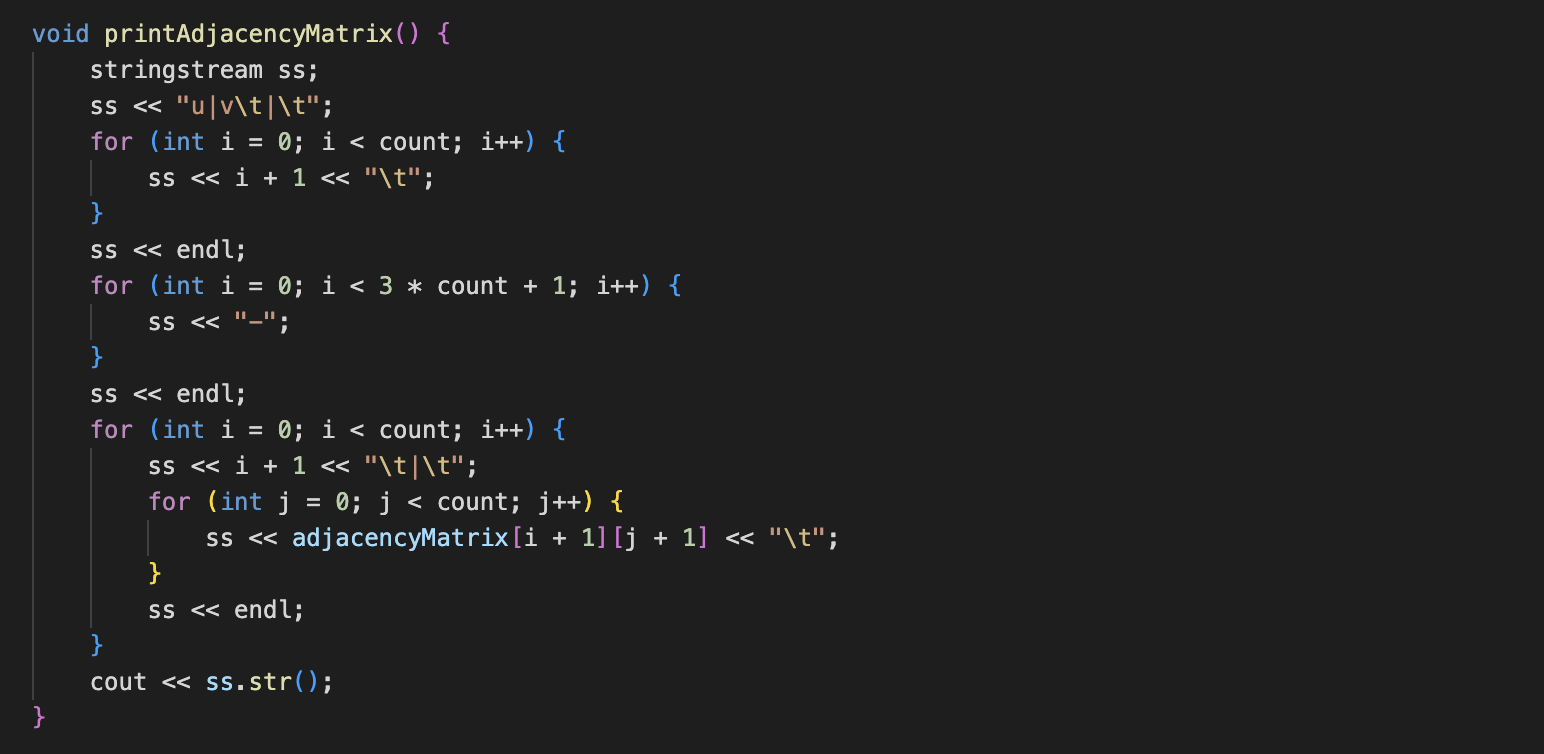 void printAdjacencyMatrix() {
    stringstream ss;
    ss << "u|v\t|\t";
    for (int i = 0; i < count; i++) {
        ss << i + 1 << "\t";
    }
    ss << endl;
    for (int i = 0; i < 3 * count + 1; i++) {
        ss << "-";
    }
    ss << endl;
    for (int i = 0; i < count; i++) {
        ss << i + 1 << "\t|\t";
        for (int j = 0; j < count; j++) {
            ss << adjacencyMatrix[i + 1][j + 1] << "\t";
        }
        ss << endl;
    }
    cout << ss.str();
}